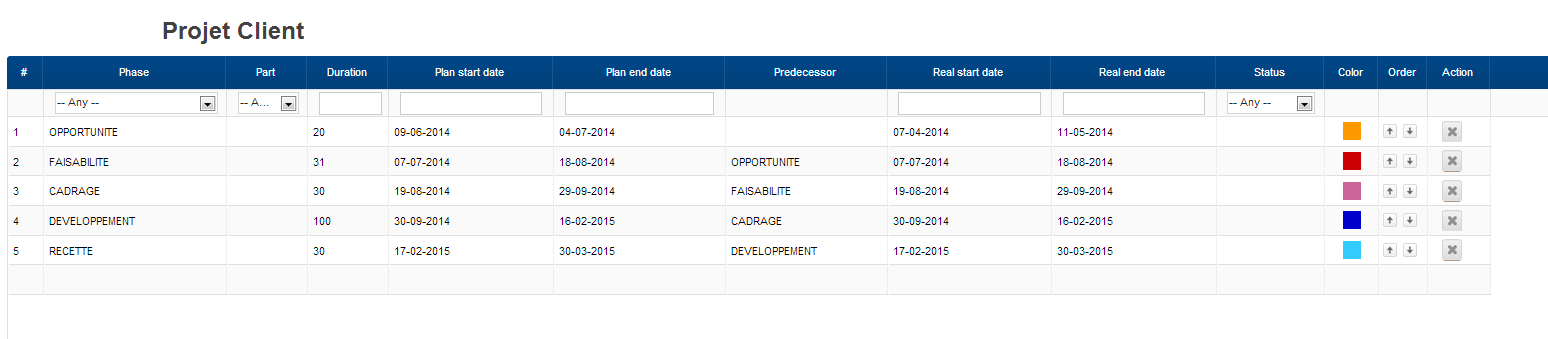 Projet Client
# Phase Part Duration Plan start date Plan end date Predecessor Real start date Real end date Status Color Order Action
-- Any -- -- A... -- Any --
1 OPPORTUNITE 20 09-06-2014 04-07-2014 07-04-2014 11-05-2014
2 FAISABILITE 31 07-07-2014 18-08-2014 OPPORTUNITE 07-07-2014 18-08-2014
3 CADRAGE 30 19-08-2014 29-09-2014 FAISABILITE 19-08-2014 29-09-2014
4 DEVELOPPEMENT 100 30-09-2014 16-02-2015 CADRAGE 30-09-2014 16-02-2015
5 RECETTE 30 17-02-2015 30-03-2015 DEVELOPPEMENT 17-02-2015 30-03-2015